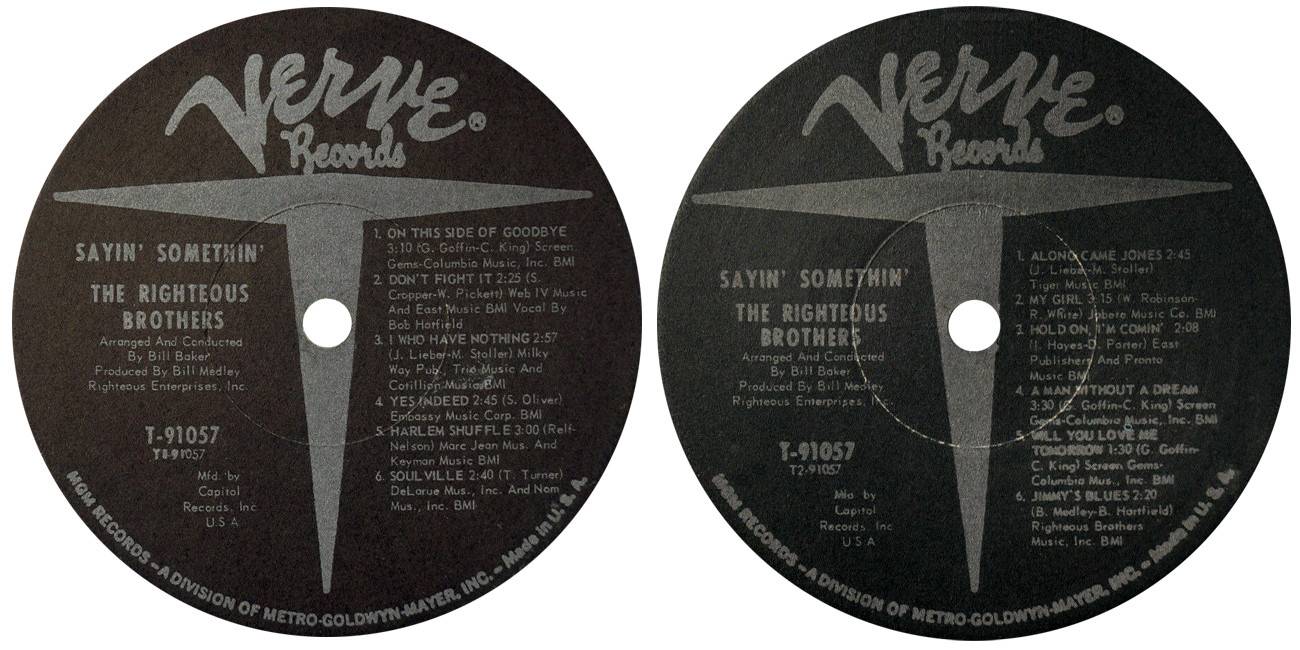 Verve®
Records
SAYIN' SOMETHIN'
THE RIGHTEOUS
BROTHERS
Arranged And Conducted
By Bill Baker
Produced By Bill Medley
Righteous Enterprises, Inc.
T-91057
T1-91057
Mfd. by
Capitol
Records, Inc
U S A
1. ON THIS SIDE OF GOODBYE
3:10 (G. Goffin-C. King) Screen
Gems-Columbia Music, Inc. BMI
2. DON'T FIGHT IT 2:25 (S.
Cropper-W. Pickett) Web IV Music
And East Music BMI Vocal By
Bob Hatfield
3. I WHO HAVE NOTHING 2:57
(J. Lieber-M. Stoller) Milky
Way Pub., Trio Music And
Cotillion Music BMI
4 YES INDEED 2:45 (S. Oliver)
Embassy Music Corp. BMI
5. HARLEM SHUFFLE 3:00 (Relf-
Nelson) Marc Jean Mus. And
Keyman Music BMI
6. SOULVILLE 2:40 (T. Turner)
DeLarue Mus., Inc. And Nom
Mus., Inc. BMI
MGM RECORDS – A DIVISION OF METRO-GOLDWYN-MAYER, INC. – Made in U. S. A.
Verve®
Records
SAYIN' SOMETHIN'
THE RIGHTEOUS
BROTHERS
Arranged And Conducted
By Bill Baker
Produced By Bill Medley
Righteous Enterprises, Inc.
T-91057
T2-91057
Mfd. by
Capitol
Records, Inc
U S A
1. ALONG CAME JONES 2:45
(J. Lieber-M. Stoller)
Tiger Music BMI
2. MY GIRL 3:15 (W. Robinson-
R. White) Jobete Music Co. BMI
3. HOLD ON, I'M COMIN' 2:08
(I. Hayes-D. Porter) East
Publishers And Pronto
Music BMI
4. A MAN WITHOUT A DREAM
3:30 (G. Goffin-C. King) Screen
Gems-Columbia Music, Inc. BMI
5. WILL YOU LOVE ME
TOMORROW 1:30 (G. Goffin-
C. King) Screen Gems-
Columbia Mus., Inc. BMI
6. JIMMY'S BLUES 2:20
(B. Medley-B. Hartfield)
Righteous Brothers
Music, Inc. BMI
MGM RECORDS – A DIVISION OF METRO-GOLDWYN-MAYER, INC. – Made in U. S. A.